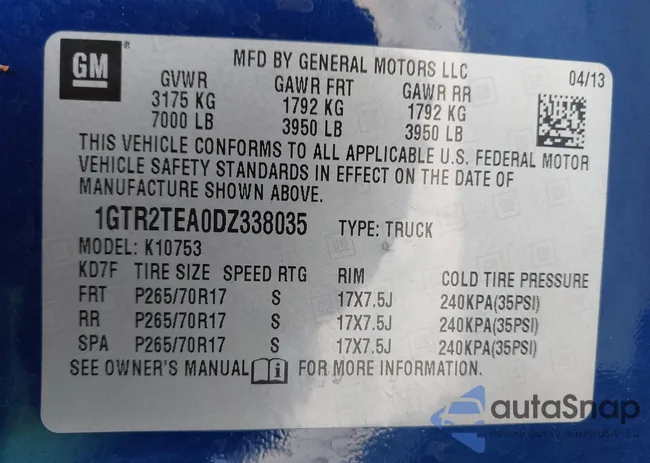 GM
MFD BY GENERAL MOTORS LLC
04/13
GVWR GAWR FRT GAWR RR
3175 KG 1792 KG 1792 KG
7000 LB 3950 LB 3950 LB
THIS VEHICLE CONFORMS TO ALL APPLICABLE U.S. FEDERAL MOTOR
VEHICLE SAFETY STANDARDS IN EFFECT ON THE DATE OF
MANUFACTURE SHOWN ABOVE.
1GTR2TEA0DZ338035 TYPE: TRUCK
MODEL: K10753
KD7F TIRE SIZE SPEED RTG RIM COLD TIRE PRESSURE
FRT P265/70R17 S 17X7.5J 240KPA(35PSI)
RR P265/70R17 S 17X7.5J 240KPA(35PSI)
SPA P265/70R17 S 17X7.5J 240KPA(35PSI)
SEE OWNER'S MANUAL i FOR MORE INFORMATION.
autaSnap